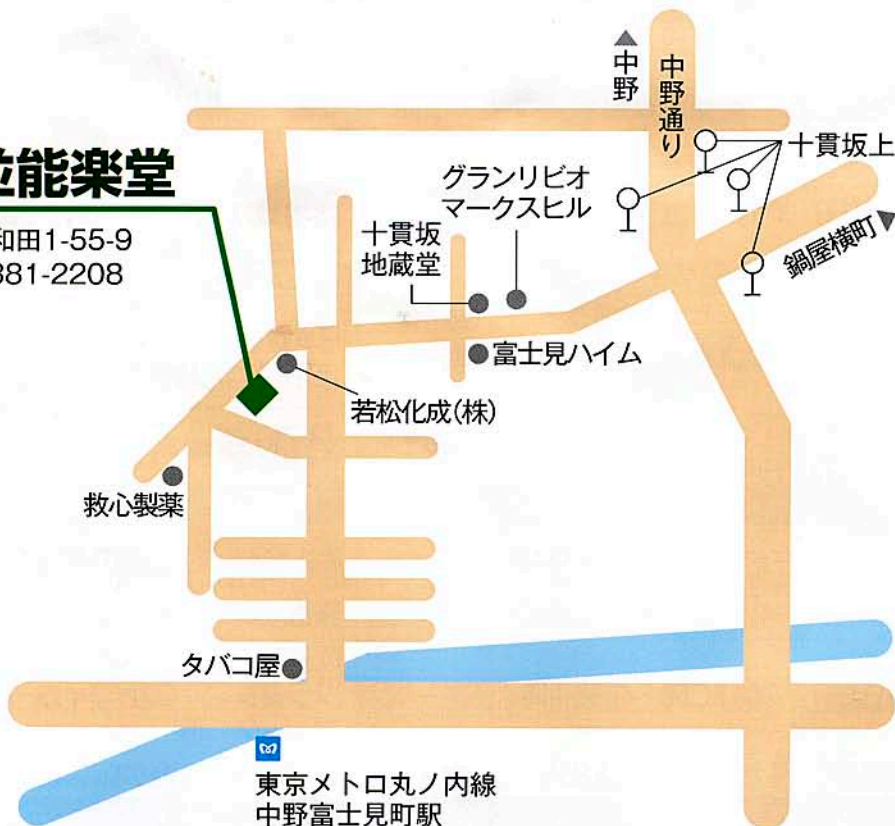 中野
中野通り
十貫坂上
鍋屋横町
能楽堂
和田1-55-9
381-2208
グランリビオ
マークスヒル
十貫坂
地蔵堂
富士見ハイム
若松化成(株)
救心製薬
タバコ屋
東京メトロ丸ノ内線
中野富士見町駅